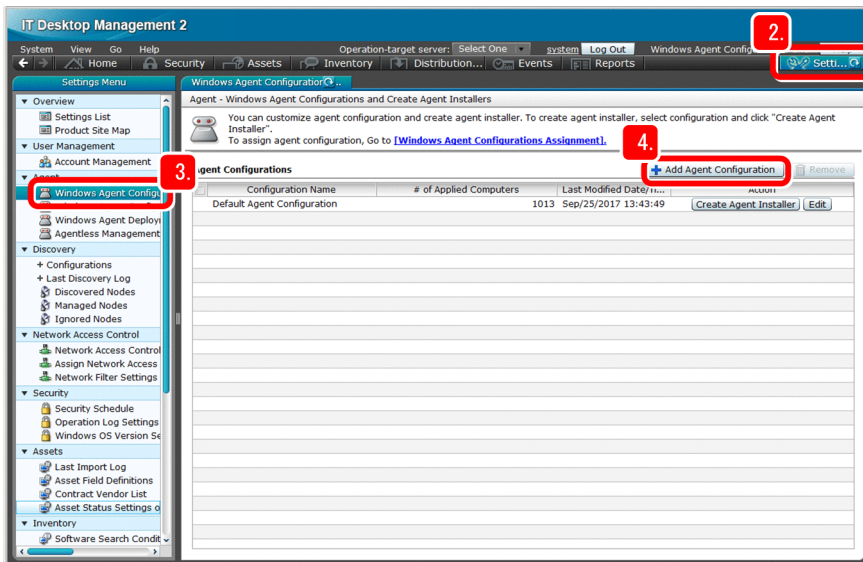 IT Desktop Management 2
System View Go Help Operation-target server: Select One system Log Out Windows Agent Config
2.
Home Security Assets Inventory Distribution... Events Reports Setti...
Settings Menu
Windows Agent Configuration ..
Overview
Settings List
Product Site Map
User Management
Account Management
3.
Windows Agent Configu
Windows Agent Deploy
Agentless Management
Discovery
+ Configurations
+ Last Discovery Log
Discovered Nodes
Managed Nodes
Ignored Nodes
Network Access Control
Network Access Control
Assign Network Access
Network Filter Settings
Security
Security Schedule
Operation Log Settings
Windows OS Version Se
Assets
Last Import Log
Asset Field Definitions
Contract Vendor List
Asset Status Settings o
Inventory
Software Search Condit
Agent - Windows Agent Configurations and Create Agent Installers
You can customize agent configuration and create agent installer. To create agent installer, select configuration and click "Create Agent
Installer".
To assign agent configuration, Go to [Windows Agent Configurations Assignment].
4.
Agent Configurations
Add Agent Configuration Remove
Configuration Name # of Applied Computers Last Modified Date/Ti... Action
Default Agent Configuration 1013 Sep/25/2017 13:43:49 Create Agent Installer Edit